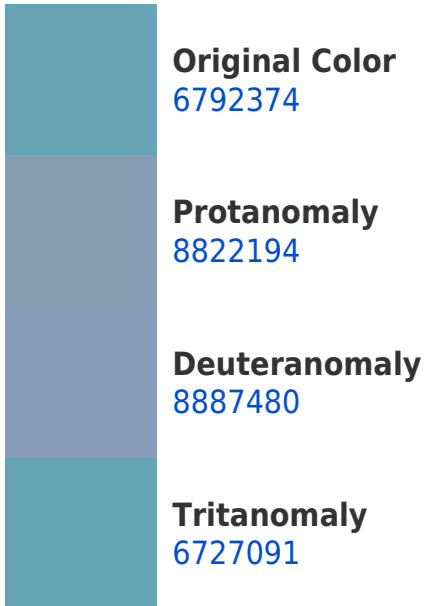 Original Color
6792374
Protanomaly
8822194
Deuteranomaly
8887480
Tritanomaly
6727091